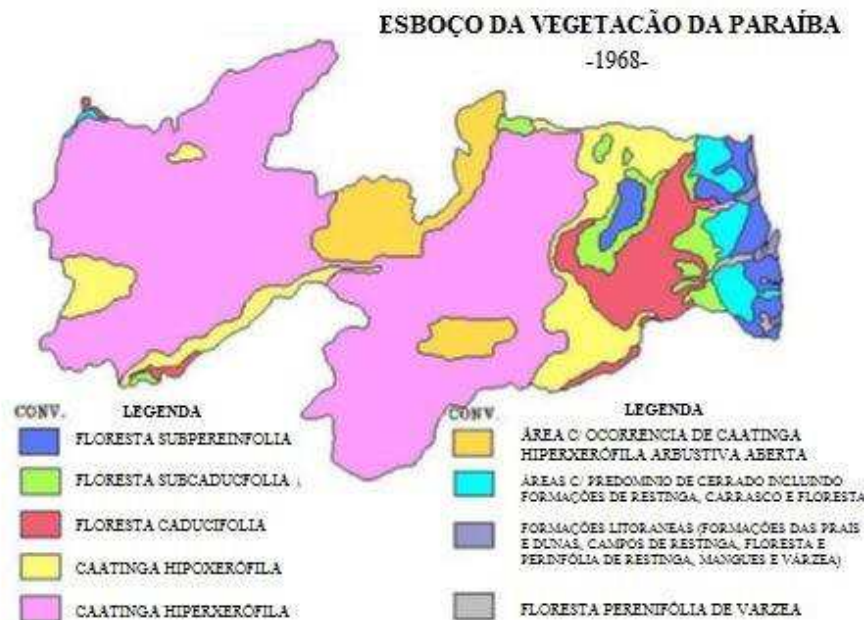 ESBOÇO DA VEGETACÃO DA PARAÍBA
-1968-
CONV. LEGENDA
FLORESTA SUBPEREINFOLIA
FLORESTA SUBCADUCFOLIA
FLORESTA CADUCIFOLIA
CAATINGA HIPOXERÓFILA
CAATINGA HIPERXERÓFILA
CONV. LEGENDA
ÁREA C/ OCORRENCIA DE CAATINGA
HIPERXERÓFILA ARBUSTIVA ABERTA
ÁREAS C/ PREDOMINIO DE CERRADO INCLUINDO
FORMAÇÕES DE RESTINGA, CARRASCO E FLORESTA
FORMAÇÕES LITORANEAS (FORMAÇÕES DAS PRAIS
E DUNAS, CAMPOS DE RESTINGA, FLORESTA E
PERINFÓLIA DE RESTINGA, MANGUES E VÁRZEA)
FLORESTA PERENIFÓLIA DE VARZEA